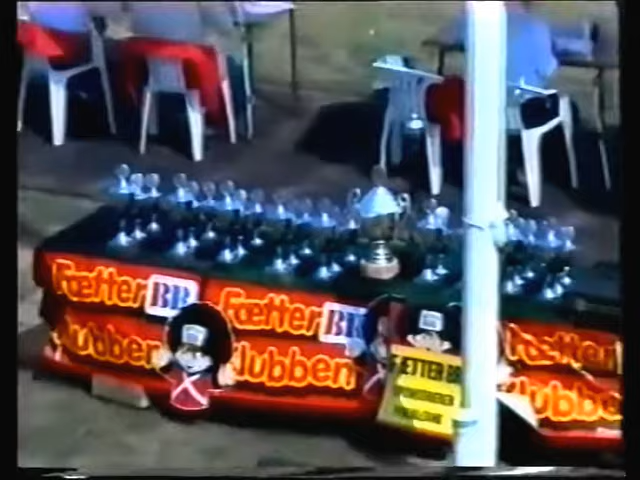 Fætter BR Fætter BR
klubben klubben
FÆTTER BR
Fætter
klubben